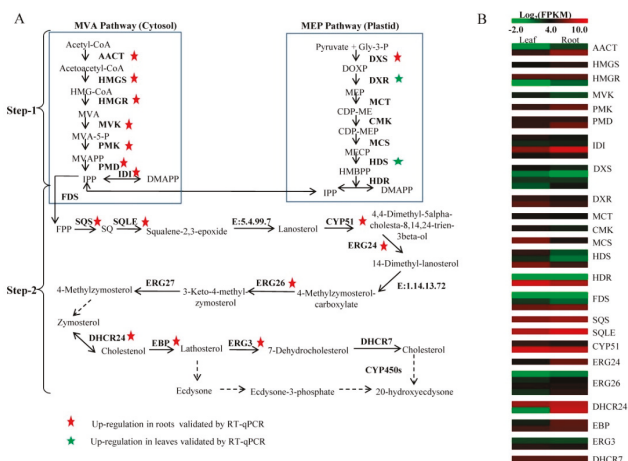 A
MVA Pathway (Cytosol)
Acetyl-CoA
AACT
Acetoacetyl-CoA
HMGS
HMG-CoA
HMGR
MVA
MVK
MVA-5-P
PMK
MVAPP
PMD
IDI
IPP
DMAPP
FDS
MEP Pathway (Plastid)
Pyruvate + Gly-3-P
DXS
DOXP
DXR
MEP
MCT
CDP-ME
CMK
CDP-MEP
MCS
MECP
HDS
HMBPP
HDR
IPP
DMAPP
Step-1
Step-2
FPP
SQS
SQ
SQLE
Squalene-2,3-epoxide
E:5.4.99.7
Lanosterol
CYP51
4,4-Dimethyl-5alpha-
cholesta-8,14,24-trien-
3beta-ol
ERG24
14-Dimethyl-lanosterol
E:1.14.13.72
4-Methylzymosterol-
carboxylate
ERG26
3-Keto-4-methyl-
zymosterol
ERG27
4-Methylzymosterol
Zymosterol
DHCR24
Cholestenol
EBP
Lathosterol
ERG3
7-Dehydrocholesterol
DHCR7
Cholesterol
CYP450s
Ecdysone
Ecdysone-3-phosphate
20-hydroxyecdysone
Up-regulation in roots validated by RT-qPCR
Up-regulation in leaves validated by RT-qPCR
B
Log2(FPKM)
-2.0 4.0 10.0
Leaf Root
AACT
HMGS
HMGR
MVK
PMK
PMD
IDI
DXS
DXR
MCT
CMK
MCS
HDS
HDR
FDS
SQS
SQLE
CYP51
ERG24
ERG26
DHCR24
EBP
ERG3
DHCR7